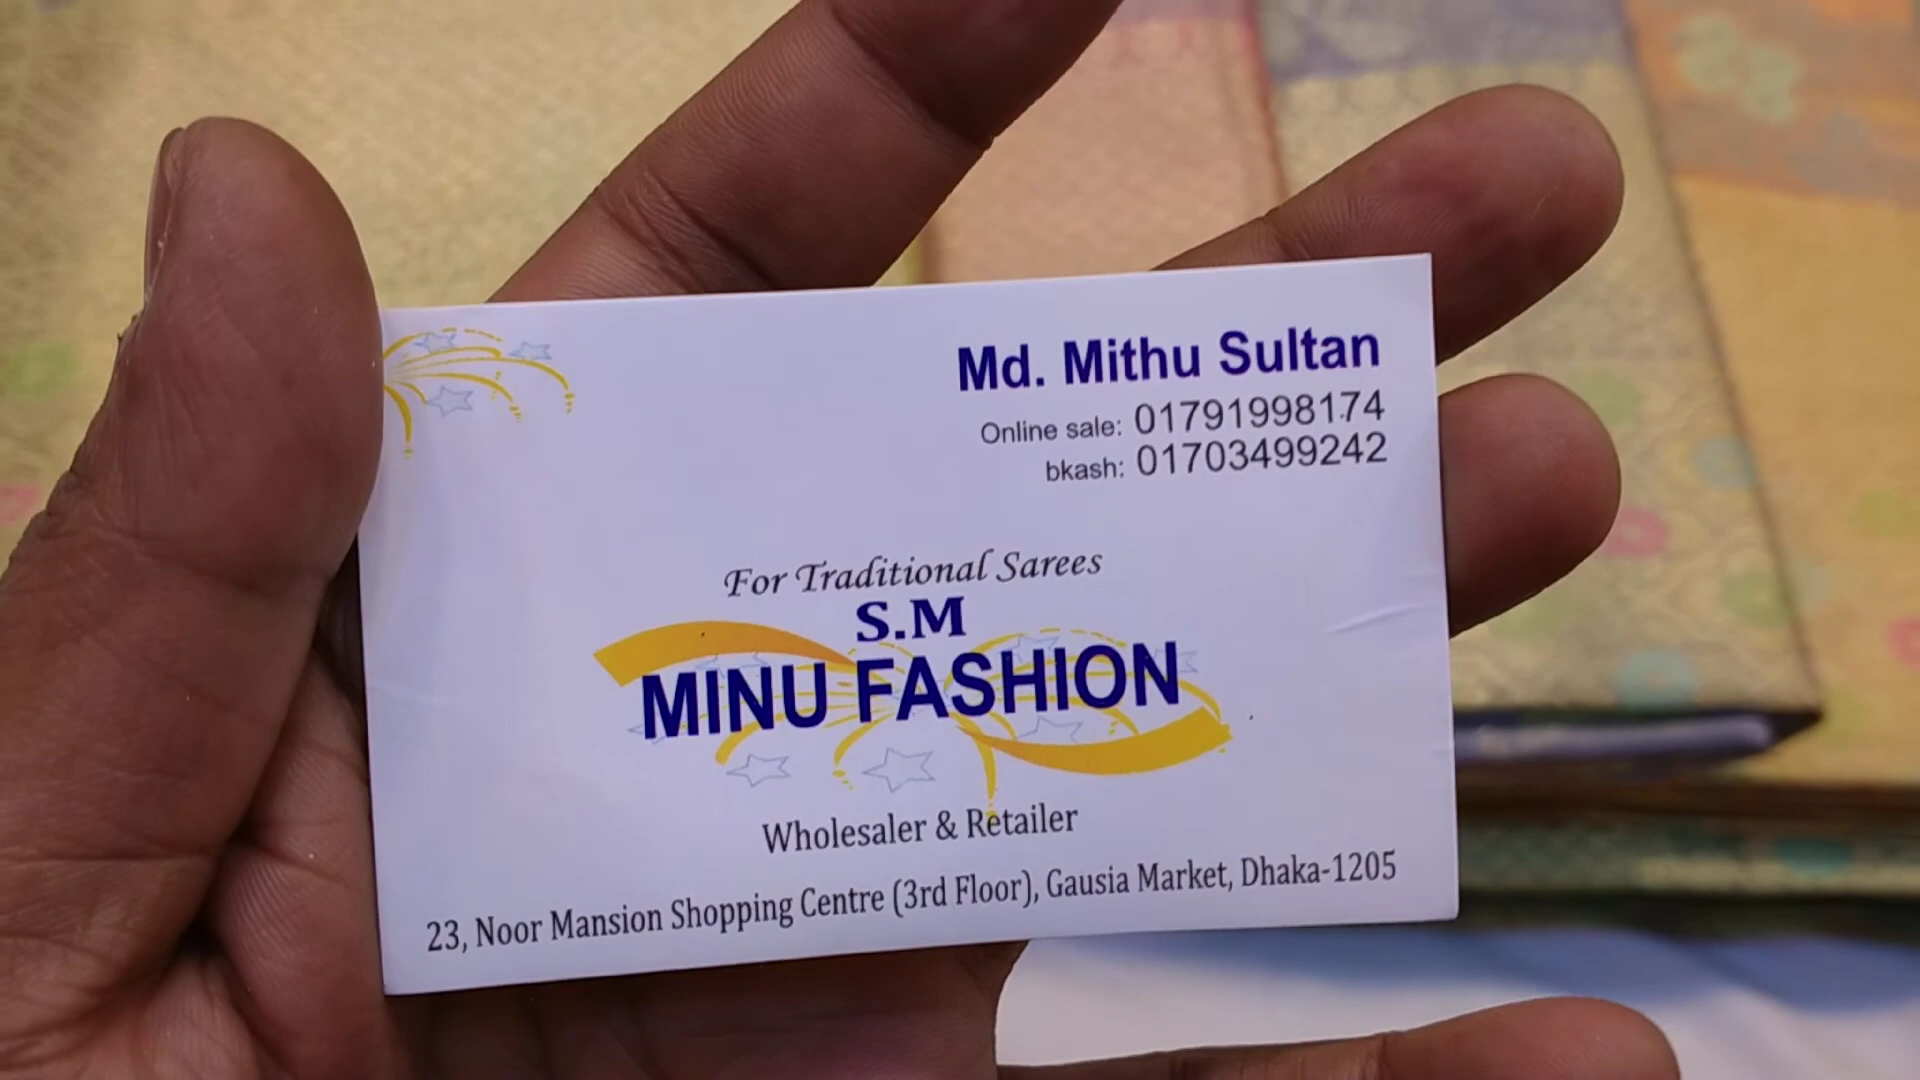 Md. Mithu Sultan
Online sale: 01791998174
bkash: 01703499242
For Traditional Sarees
S.M
MINU FASHION
Wholesaler & Retailer
23, Noor Mansion Shopping Centre (3rd Floor), Gausia Market, Dhaka-1205